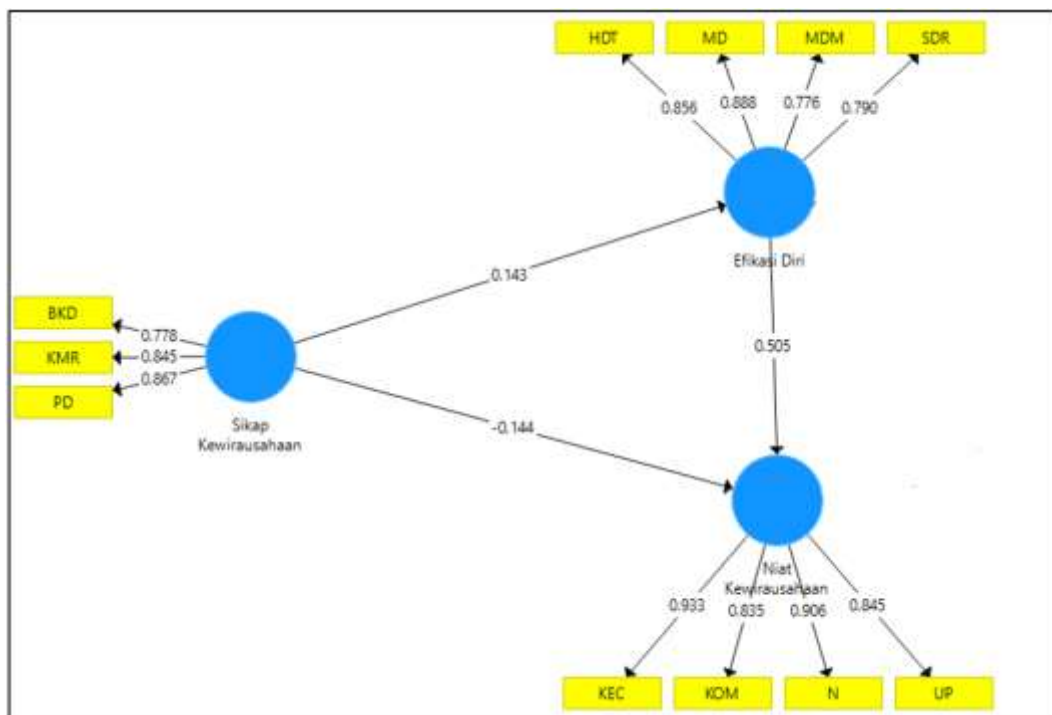 HDT MD MDM SDR
0.856 0.888 0.776 0.790
Efikasi Diri
0.143
BKD
0.778
KMR
0.845
PD
0.867
0.505
Sikap
Kewirausahaan
-0.144
Niat
Kewirausahaan
0.933 0.835 0.906 0.845
KEC KOM N UP